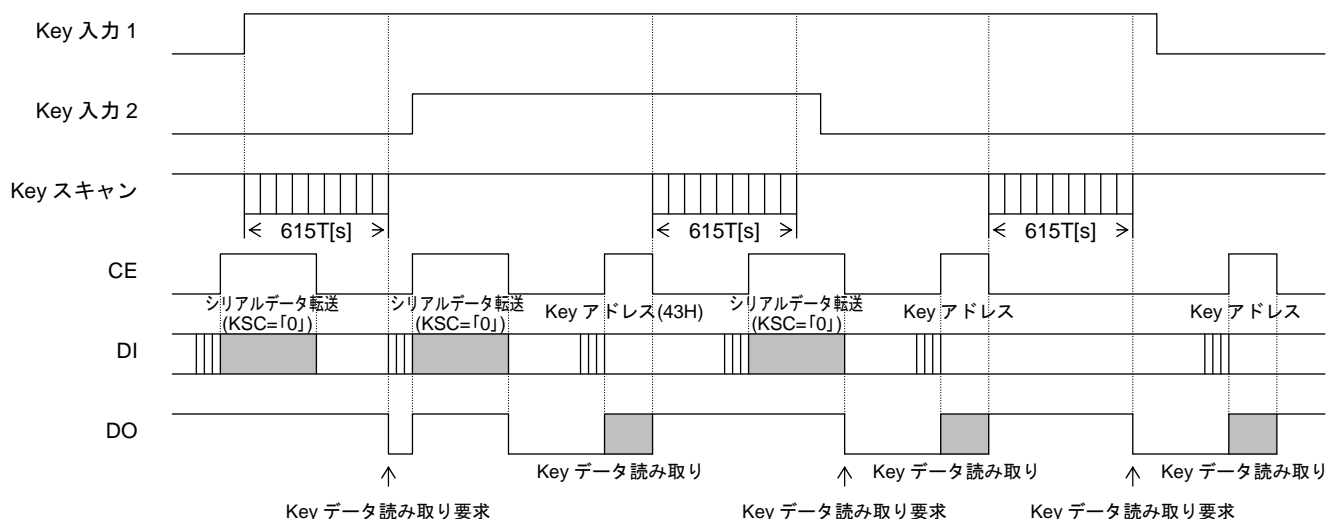 Key 入力 1
Key 入力 2
Key スキャン
615T[s] 615T[s] 615T[s]
CE
シリアルデータ転送 シリアルデータ転送 Key アドレス(43H) シリアルデータ転送 Key アドレス Key アドレス
(KSC=「0」) (KSC=「0」) (KSC=「0」)
DI
DO
Key データ読み取り Key データ読み取り Key データ読み取り
Key データ読み取り要求 Key データ読み取り要求 Key データ読み取り要求